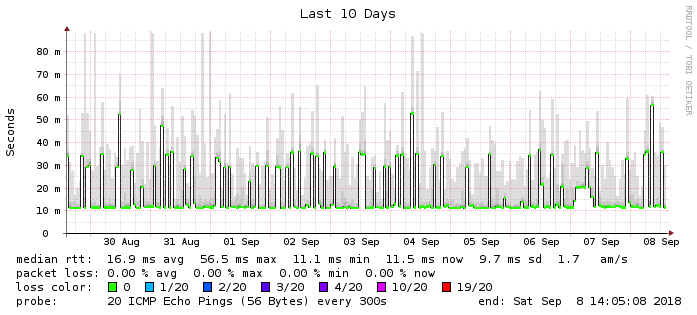 Last 10 Days
RRDTOOL / TOBI OETIKER
Seconds
80 m
70 m
60 m
50 m
40 m
30 m
20 m
10 m
0
30 Aug 31 Aug 01 Sep 02 Sep 03 Sep 04 Sep 05 Sep 06 Sep 07 Sep 08 Sep
median rtt: 16.9 ms avg 56.5 ms max 11.1 ms min 11.5 ms now 9.7 ms sd 1.7 am/s
packet loss: 0.00 % avg 0.00 % max 0.00 % min 0.00 % now
loss color: 0 1/20 2/20 3/20 4/20 10/20 19/20
probe: 20 ICMP Echo Pings (56 Bytes) every 300s end: Sat Sep 8 14:05:08 2018